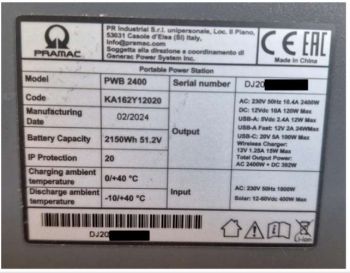 PRAMAC
PR Industrial S.r.l. unipersonale, Loc. Il Piano,
53031 Casole d'Elsa (SI) Italy,
info@pramac.com
Soggetta alla direzione e coordinamento di
Generac Power System Inc.
CE EAC
Made in China
Portable Power Station
Model PWB 2400 Serial number DJ20
Code KA162Y12020
Manufacturing Date 02/2024
Battery Capacity 2150Wh 51.2V
IP Protection 20
Output
AC: 230V 50Hz 10.4A 2400W
DC: 12Vdc 10A 120W Max
USB-A: 5Vdc 2.4A 12W Max
USB-A Fast: 12V 2A 24WMax
USB-C: 20V 5A 100W Max
Wireless Charger:
12V 1.25A 15W Max
Total Output Power:
AC 2400W + DC 392W
Charging ambient temperature 0/+40 °C
Discharge ambient temperature -10/+40 °C
Input
AC: 230V 50Hz 1800W
Solar: 12-60Vdc 400W Max
DJ20
Li-ion